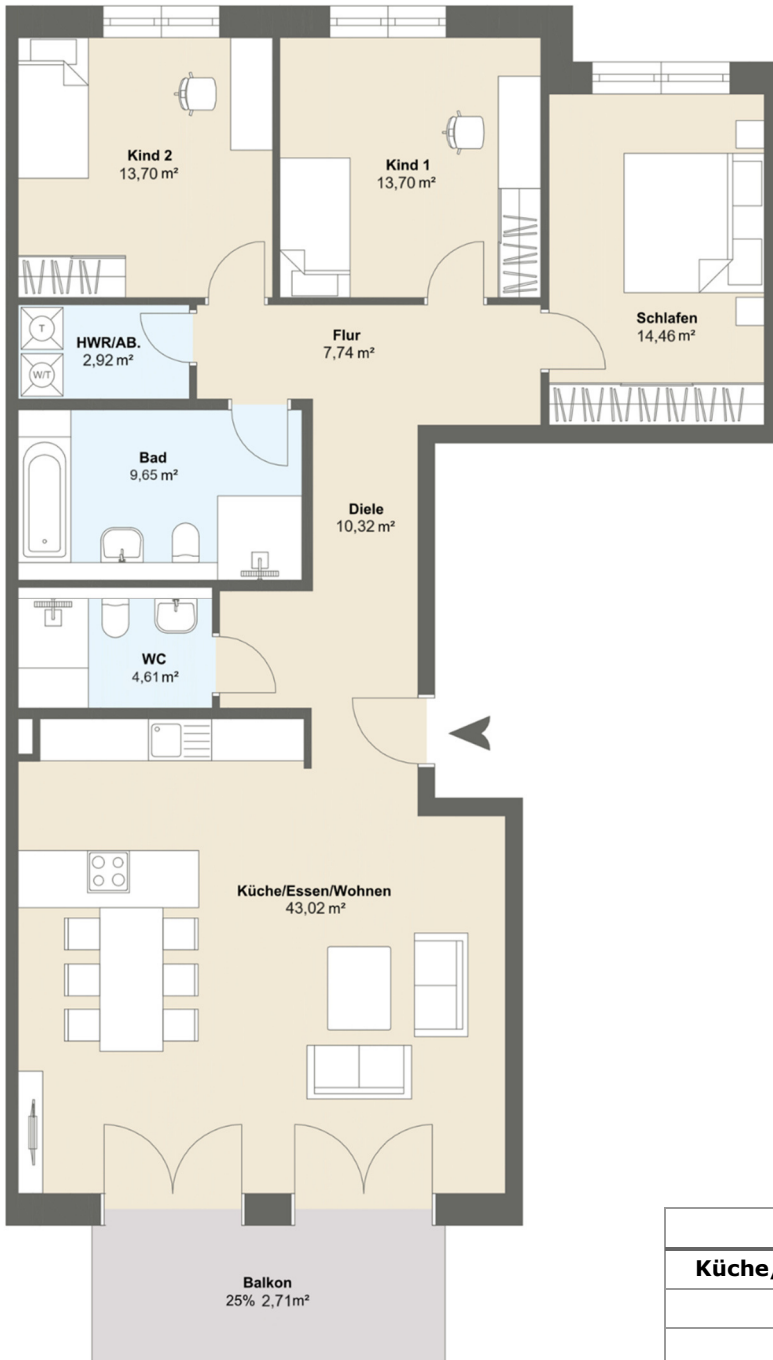 Kind 2
13,70 m²
Kind 1
13,70 m²
Schlafen
14,46 m²
HWR/AB.
2,92 m²
T
W/T
Flur
7,74 m²
Bad
9,65 m²
Diele
10,32 m²
WC
4,61 m²
Küche/Essen/Wohnen
43,02 m²
Balkon
25% 2,71m²
Küche,